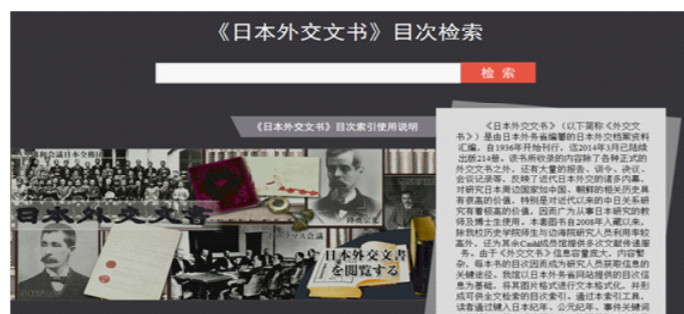 《日本外交文书》目次检索
检 索
《日本外交文书》目次索引使用说明
日本外交文書
日本外交文書
を閲覧する
《日本外交文书》（以下简称《外交文
书》）是由日本外务省编纂的日本外交档案资料
汇编，自1936年开始刊行，迄2014年3月已陆续
出版214册。该书所收录的内容除了各种正式的
外交文书之外，还有大量的报告、训令、决议、
会议记录等，反映了近代日本外交的诸多内幕，
对研究日本周边国家如中国、朝鲜的相关历史具
有很高的价值，特别是对近代以来的中日关系研
究有着极高的价值，因而广为从事日本研究的教
师及博士生使用。本套图书自2008年入藏以来，
除我校历史学院师生与边海院研究人员利用率较
高外，还为其余Cashl成员馆提供多次文献传递服
务。由于《外交文书》信息容量庞大、内容繁
杂，每本书的目次因而成为研究人员获取信息的
关键途径。我馆以日本外务省网站提供的目次信
息为基础，将其图片格式进行文本格式化，并形
成可供全文检索的目次索引。通过本索引工具，
读者通过键入日本纪年、公元纪年、事件关键词